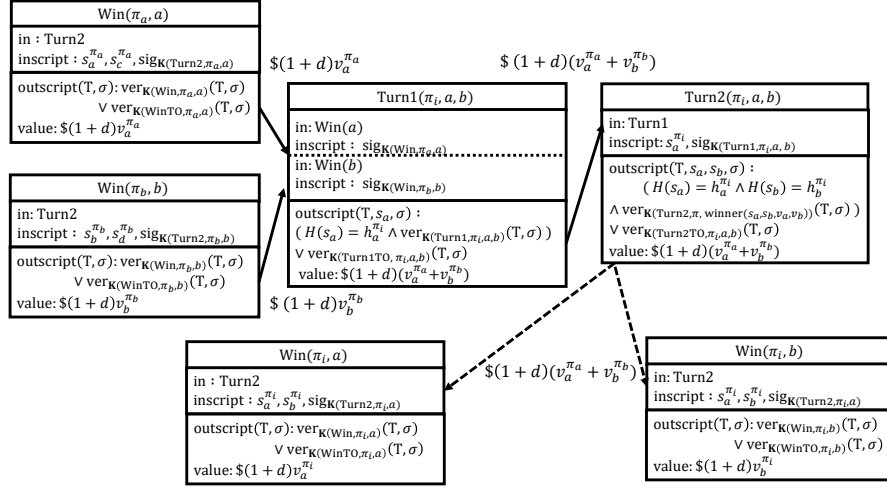 Win(π_a, a)
in : Turn2
inscript : s_a^{π_a}, s_c^{π_a}, sig_{K(Turn2,π_a,a)}
outscript(T, σ): ver_{K(Win,π_a,a)}(T, σ)
∨ ver_{K(WinTO,π_a,a)}(T, σ)
value: $(1 + d)v_a^{π_a}
$(1 + d)v_a^{π_a}
$ (1 + d)(v_a^{π_a} + v_b^{π_b})
Turn1(π_i, a, b)
in: Win(a)
inscript : sig_{K(Win,π_a,a)}
in: Win(b)
inscript : sig_{K(Win,π_b,b)}
outscript(T, s_a, σ) :
( H(s_a) = h_a^{π_i} ∧ ver_{K(Turn1,π_i,a,b)}(T, σ) )
∨ ver_{K(Turn1TO,π_i,a,b)}(T, σ)
value: $(1 + d)(v_a^{π_a}+v_b^{π_b})
Turn2(π_i, a, b)
in: Turn1
inscript: s_a^{π_i}, sig_{K(Turn1,π_i,a,b)}
outscript(T, s_a, s_b, σ) :
( H(s_a) = h_a^{π_i} ∧ H(s_b) = h_b^{π_i}
∧ ver_{K(Turn2,π, winner(s_a,s_b,v_a,v_b))}(T, σ) )
∨ ver_{K(Turn2TO,π_i,a,b)}(T, σ)
value: $(1 + d)(v_a^{π_a}+v_b^{π_b})
Win(π_b, b)
in: Turn2
inscript : s_b^{π_b}, s_d^{π_b}, sig_{K(Turn2,π_b,b)}
outscript(T, σ): ver_{K(Win,π_b,b)}(T, σ)
∨ ver_{K(WinTO,π_b,b)}(T, σ)
value: $(1 + d)v_b^{π_b}
$ (1 + d)v_b^{π_b}
Win(π_i, a)
in : Turn2
inscript : s_a^{π_i}, s_b^{π_i}, sig_{K(Turn2,π_i,a)}
outscript(T, σ): ver_{K(Win,π_i,a)}(T, σ)
∨ ver_{K(WinTO,π_i,a)}(T, σ)
value: $(1 + d)v_a^{π_i}
$(1 + d)(v_a^{π_a} + v_b^{π_b})
Win(π_i, b)
in: Turn2
inscript : s_a^{π_i}, s_b^{π_i}, sig_{K(Turn2,π_i,a)}
outscript(T, σ): ver_{K(Win,π_i,b)}(T, σ)
∨ ver_{K(WinTO,π_i,b)}(T, σ)
value: $(1 + d)v_b^{π_i}